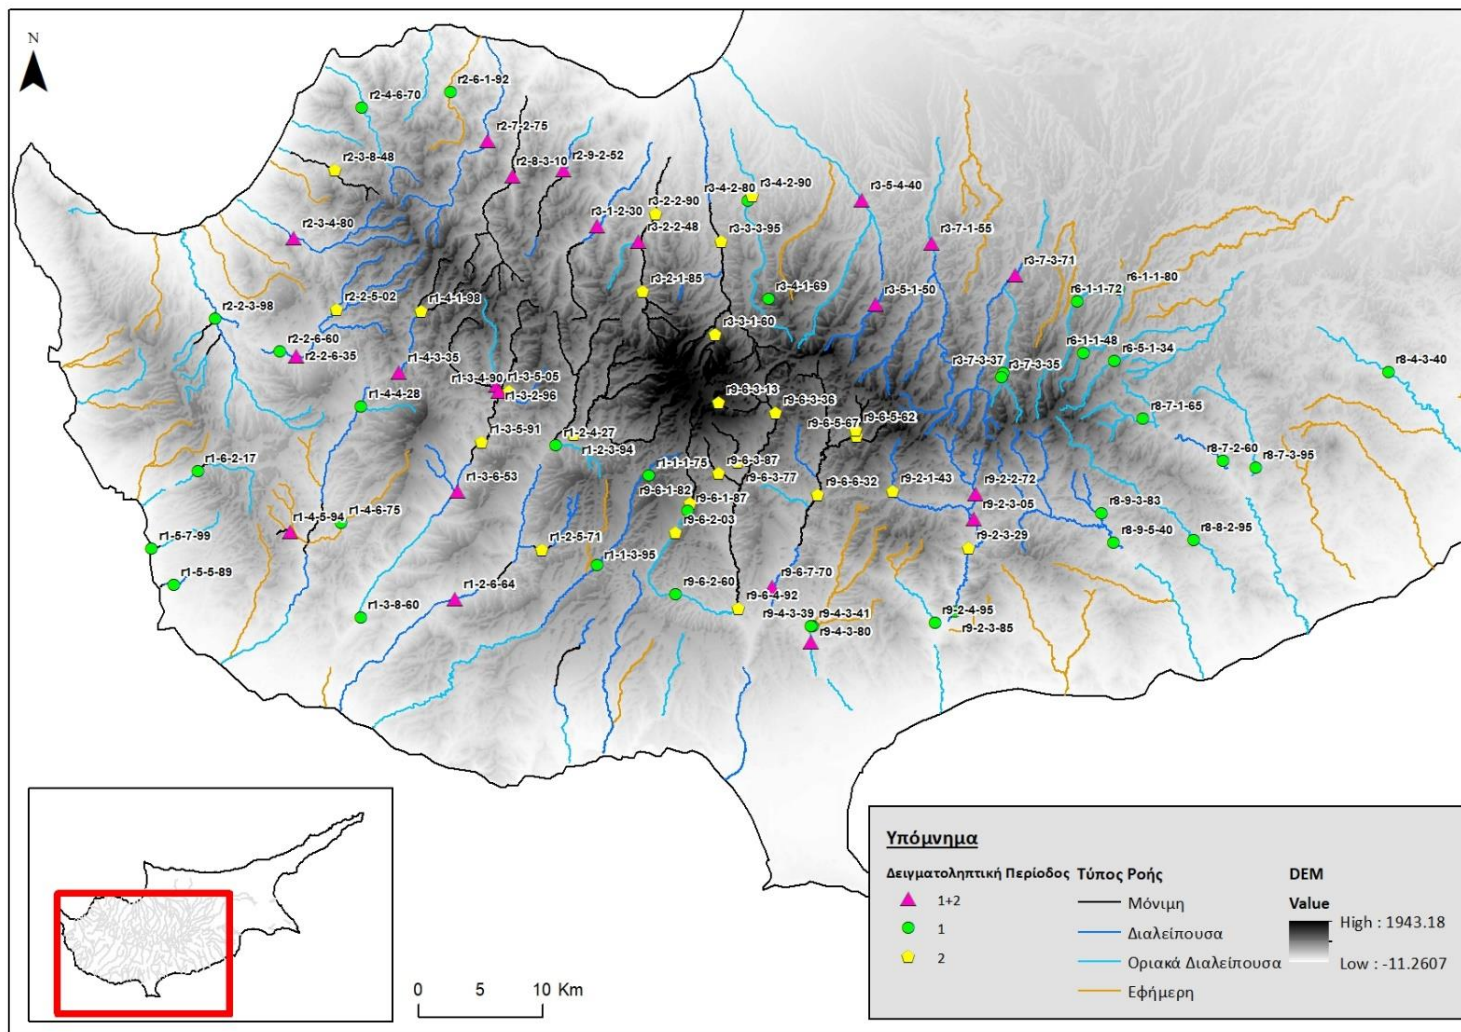 N
r2-6-1-92
r2-4-6-70
r2-7-2-75
r2-3-8-48
r2-8-3-10
r2-9-2-52
r3-4-2-80
r3-4-2-90
r3-5-4-40
r3-2-2-90
r3-1-2-30
r2-3-4-80
r3-2-2-48
r3-3-3-95
r3-7-1-55
r3-7-3-71
r6-1-1-80
r3-2-1-85
r6-1-1-72
r3-4-1-69
r3-5-1-50
r2-2-3-98
r2-2-5-02
r1-4-1-98
r3-3-1-60
r6-1-1-48
r6-5-1-34
r2-2-6-60
r2-2-6-35
r1-4-3-35
r3-7-3-37
r3-7-3-35
r8-4-3-40
r1-3-4-90
r1-3-5-05
r1-3-2-96
r1-4-4-28
r9-6-3-13
r9-6-3-36
r9-6-5-67
r9-6-5-62
r8-7-1-65
r1-3-5-91
r1-2-4-27
r1-2-3-94
r8-7-2-60
r8-7-3-95
r1-6-2-17
r1-1-1-75
r9-6-3-87
r9-6-3-77
r1-3-6-53
r9-6-1-82
r9-6-1-87
r9-6-6-32
r9-2-1-43
r9-2-2-72
r9-2-3-05
r8-9-3-83
r1-4-6-75
r1-4-5-94
r9-6-2-03
r9-2-3-29
r8-9-5-40
r8-8-2-95
r1-5-7-99
r1-2-5-71
r1-1-3-95
r1-5-5-89
r1-2-6-64
r9-6-7-70
r9-6-2-60
r9-6-4-92
r1-3-8-60
r9-4-3-39
r9-4-3-41
r9-4-3-80
r9-2-4-95
r9-2-3-85
Υπόμνημα
Δειγματοληπτική Περίοδος
1+2
1
2
Τύπος Ροής
Μόνιμη
Διαλείπουσα
Οριακά Διαλείπουσα
Εφήμερη
DEM
Value
High : 1943.18
Low : -11.2607
0 5 10 Km